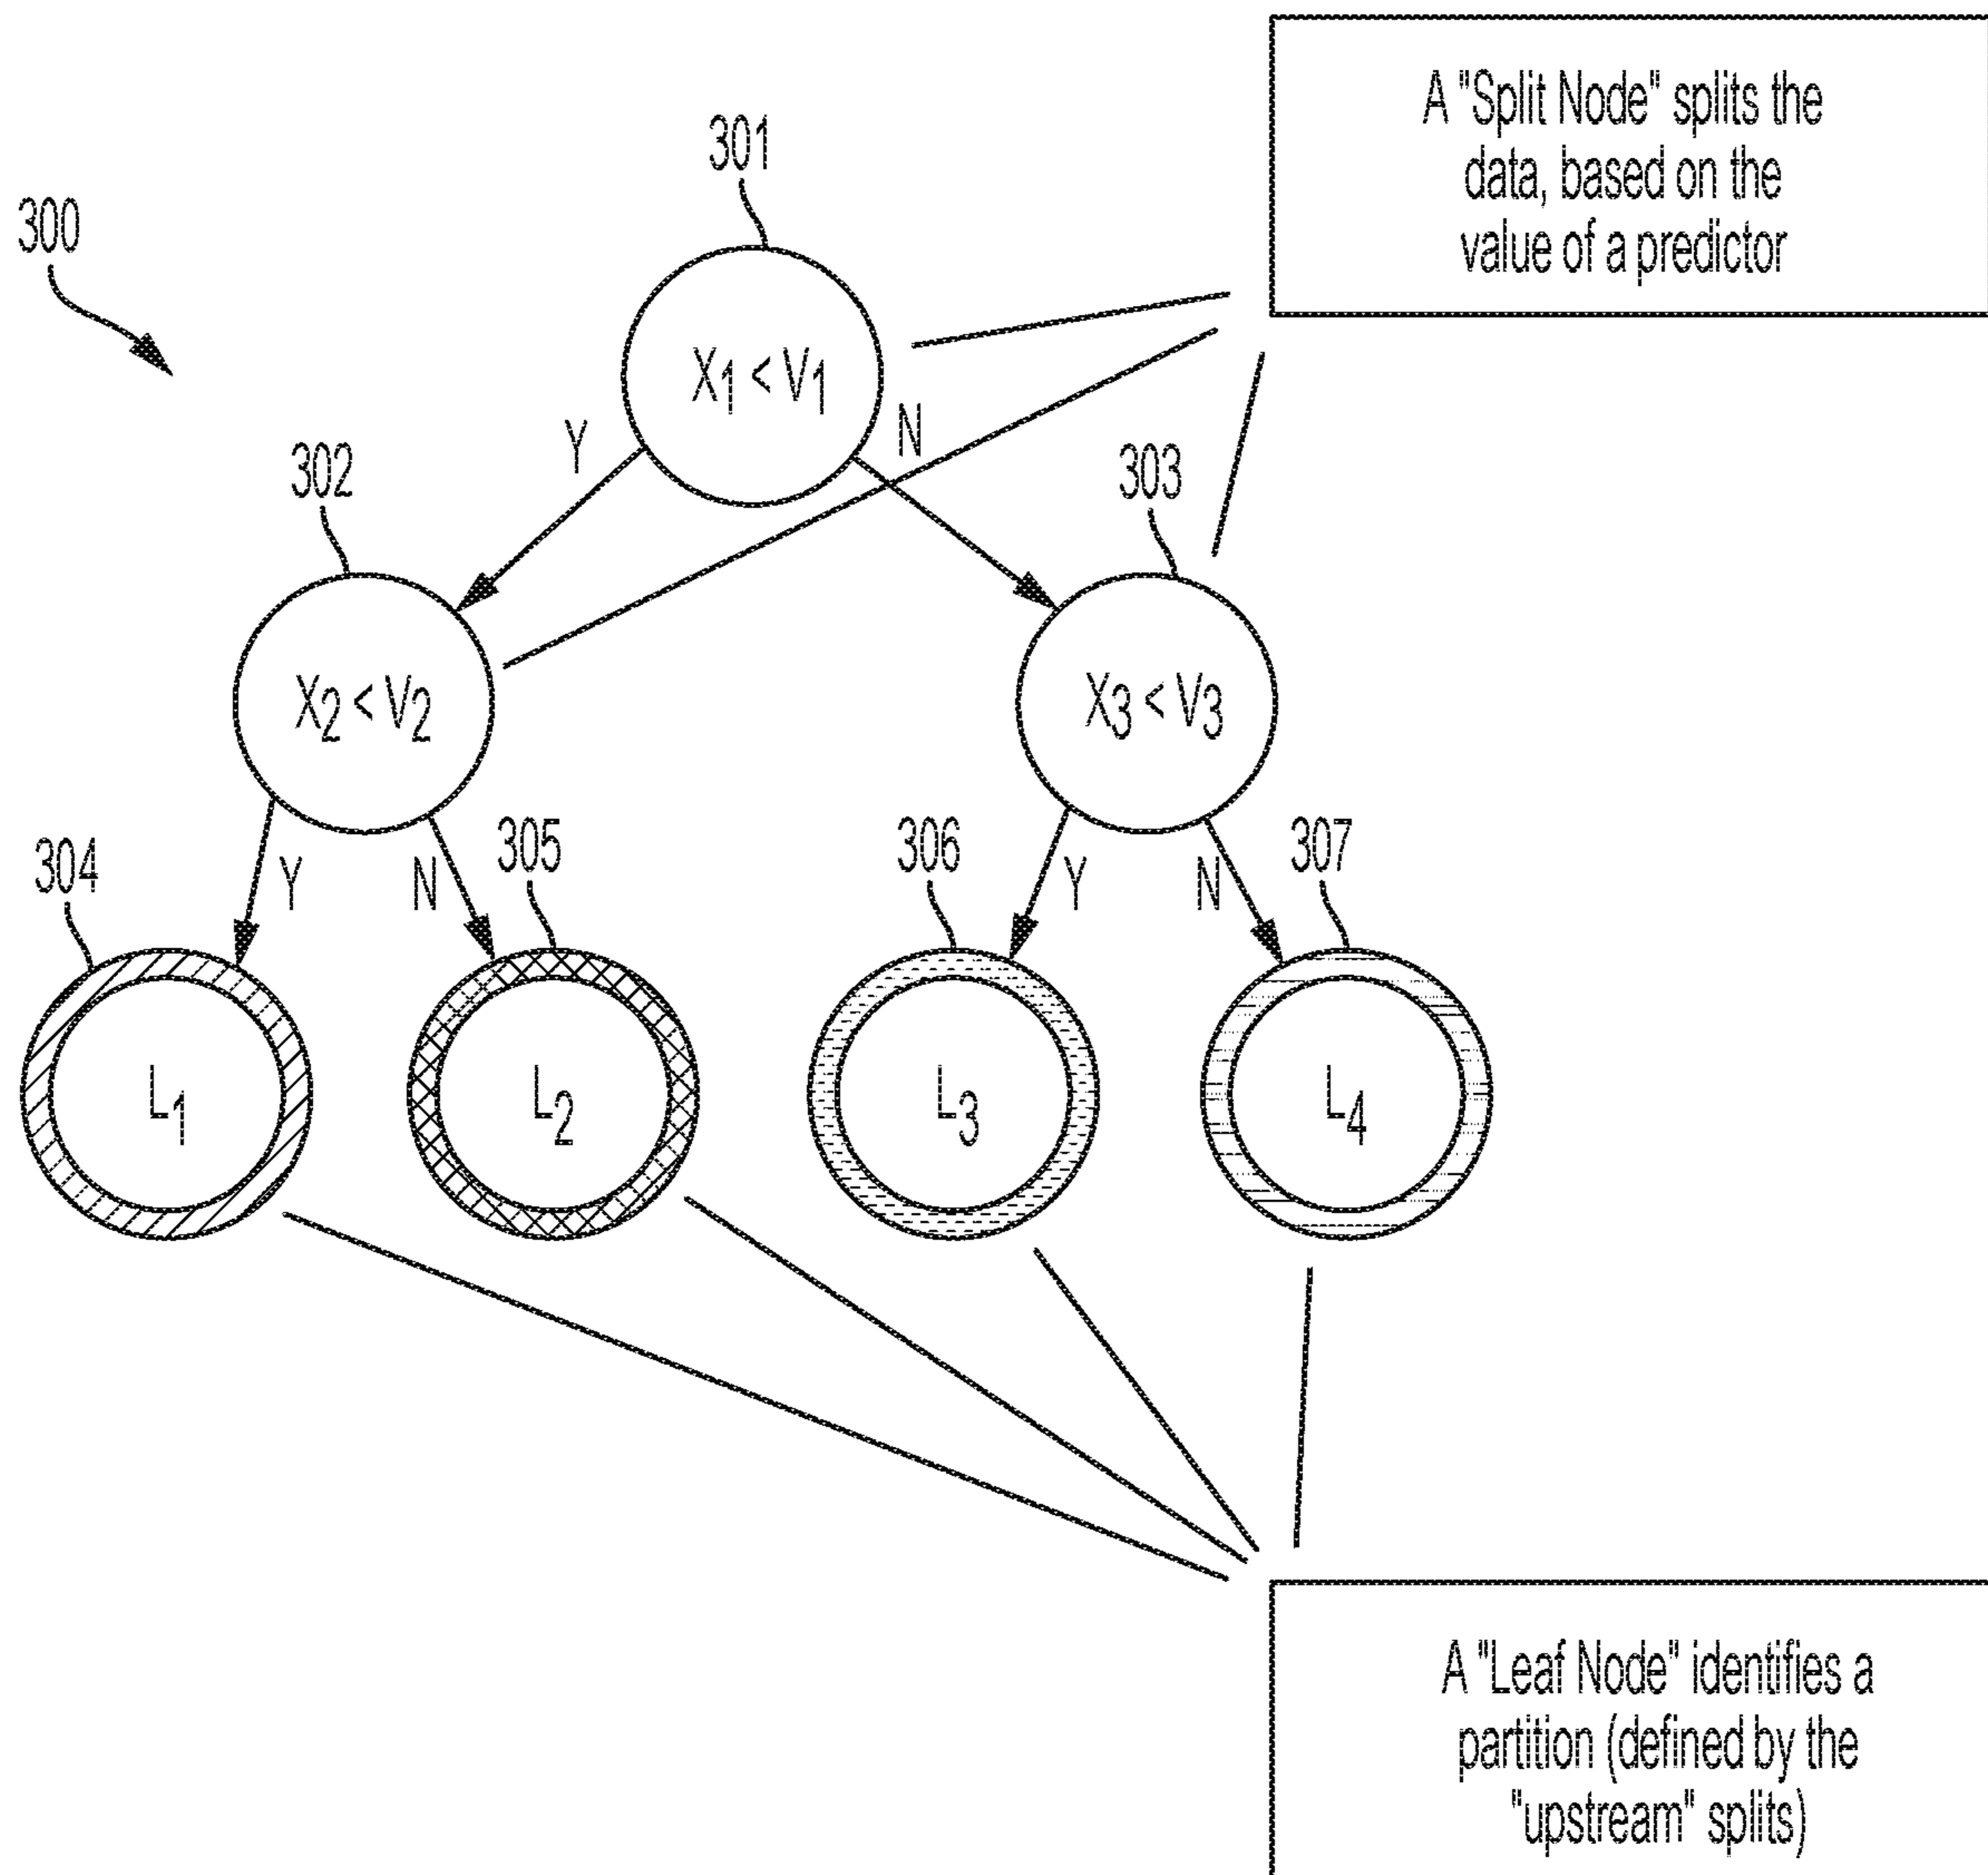 A "Split Node" splits the
data, based on the
value of a predictor
301
300
X1 < V1
Y
N
302
303
X2 < V2
X3 < V3
304
Y
N
305
306
Y
N
307
L1
L2
L3
L4
A "Leaf Node" identifies a
partition (defined by the
"upstream" splits)